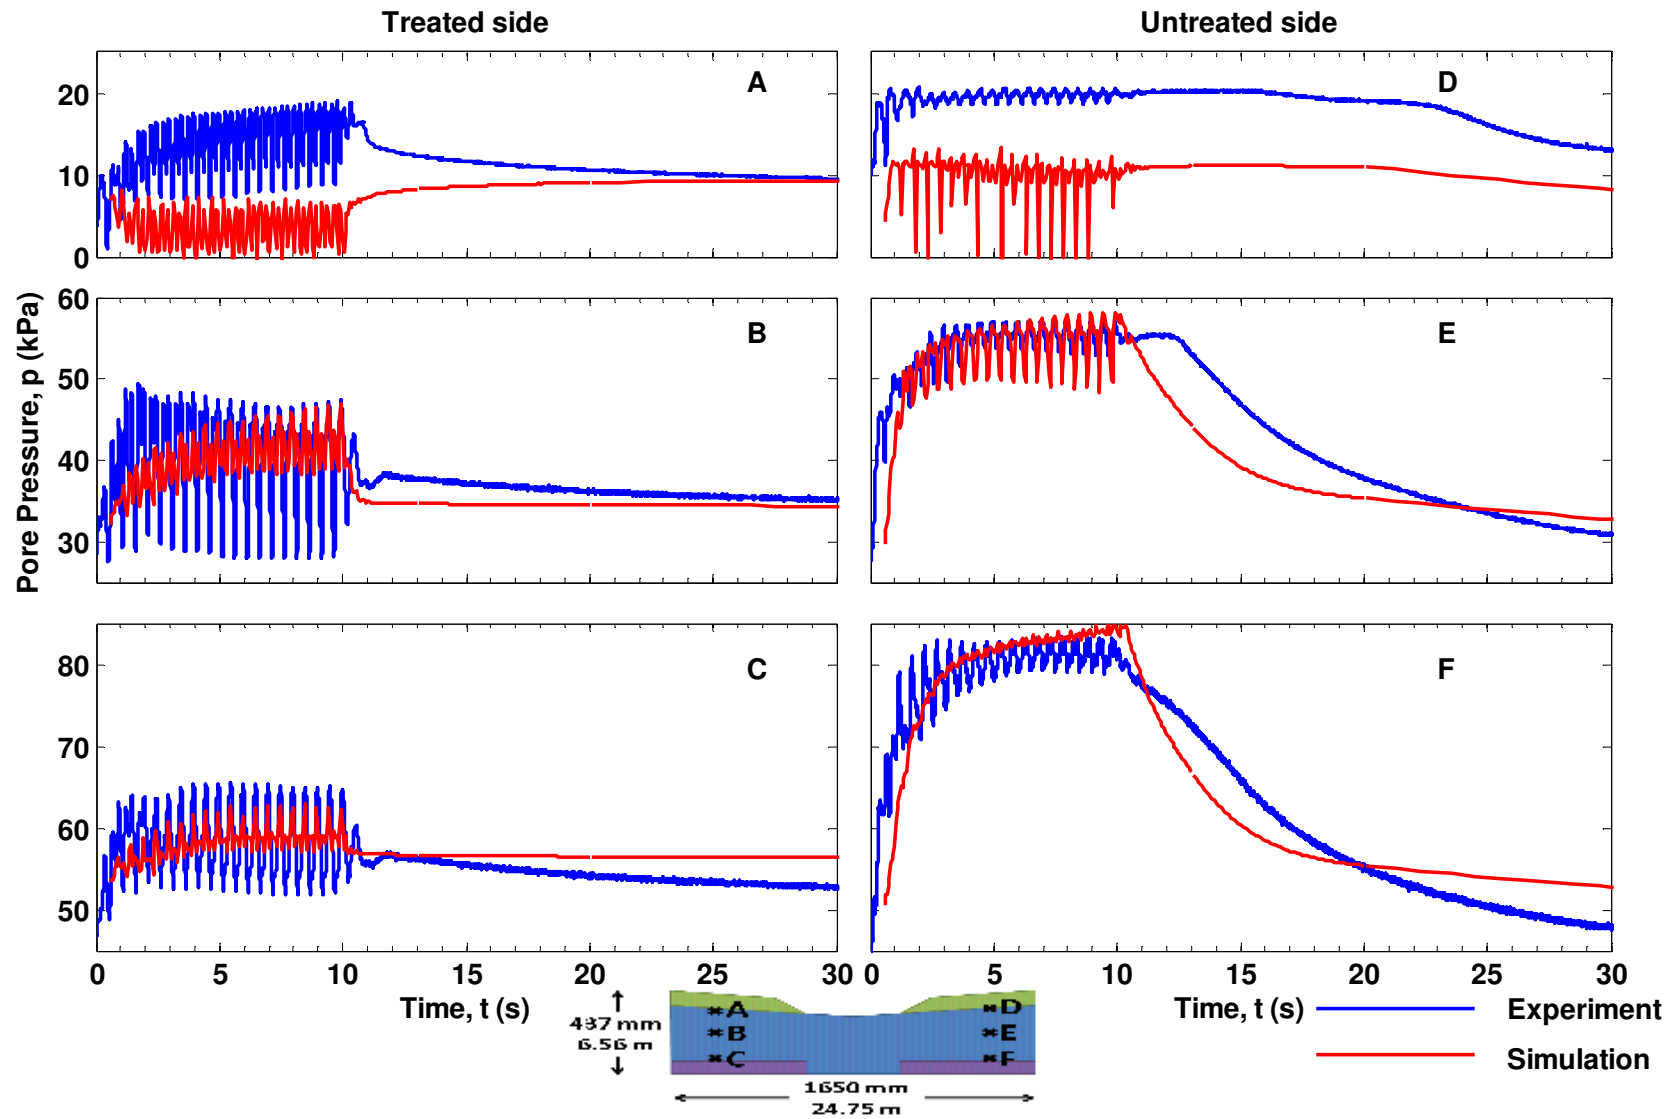 Treated side
Untreated side
A
D
20
10
0
B
E
60
50
40
30
Pore Pressure, p (kPa)
C
F
80
70
60
50
0 5 10 15 20 25 30
0 5 10 15 20 25 30
Time, t (s)
Time, t (s)
Experiment
Simulation
437 mm
6.56 m
A
B
C
D
E
F
1650 mm
24.75 m